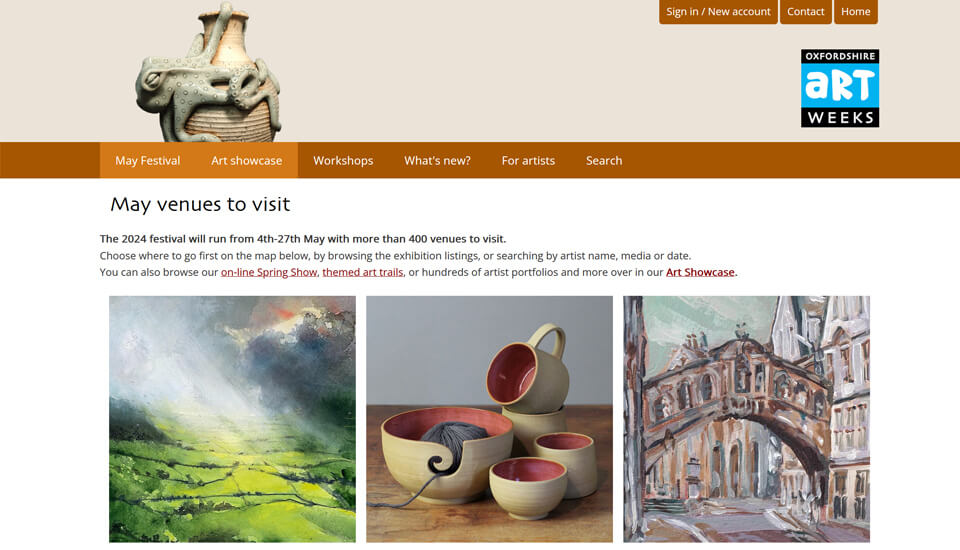 Sign in / New account
Contact
Home
OXFORDSHIRE
aRT
WEEKS
May Festival
Art showcase
Workshops
What's new?
For artists
Search
May venues to visit
The 2024 festival will run from 4th-27th May with more than 400 venues to visit.
Choose where to go first on the map below, by browsing the exhibition listings, or searching by artist name, media or date.
You can also browse our on-line Spring Show, themed art trails, or hundreds of artist portfolios and more over in our Art Showcase.